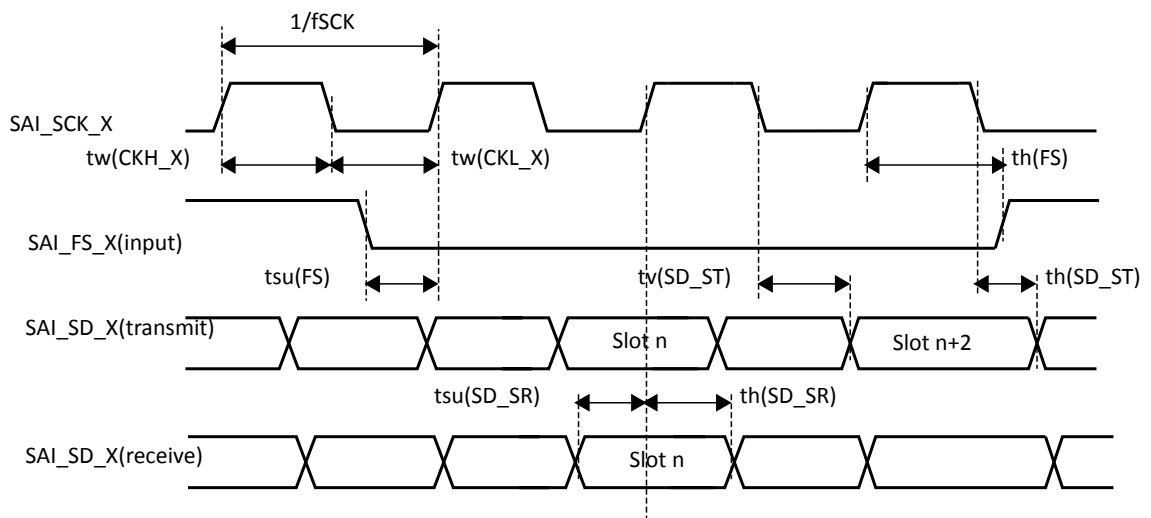 1/fSCK
SAI_SCK_X
tw(CKH_X)
tw(CKL_X)
th(FS)
SAI_FS_X(input)
tsu(FS)
tv(SD_ST)
th(SD_ST)
SAI_SD_X(transmit)
Slot n
Slot n+2
tsu(SD_SR)
th(SD_SR)
SAI_SD_X(receive)
Slot n